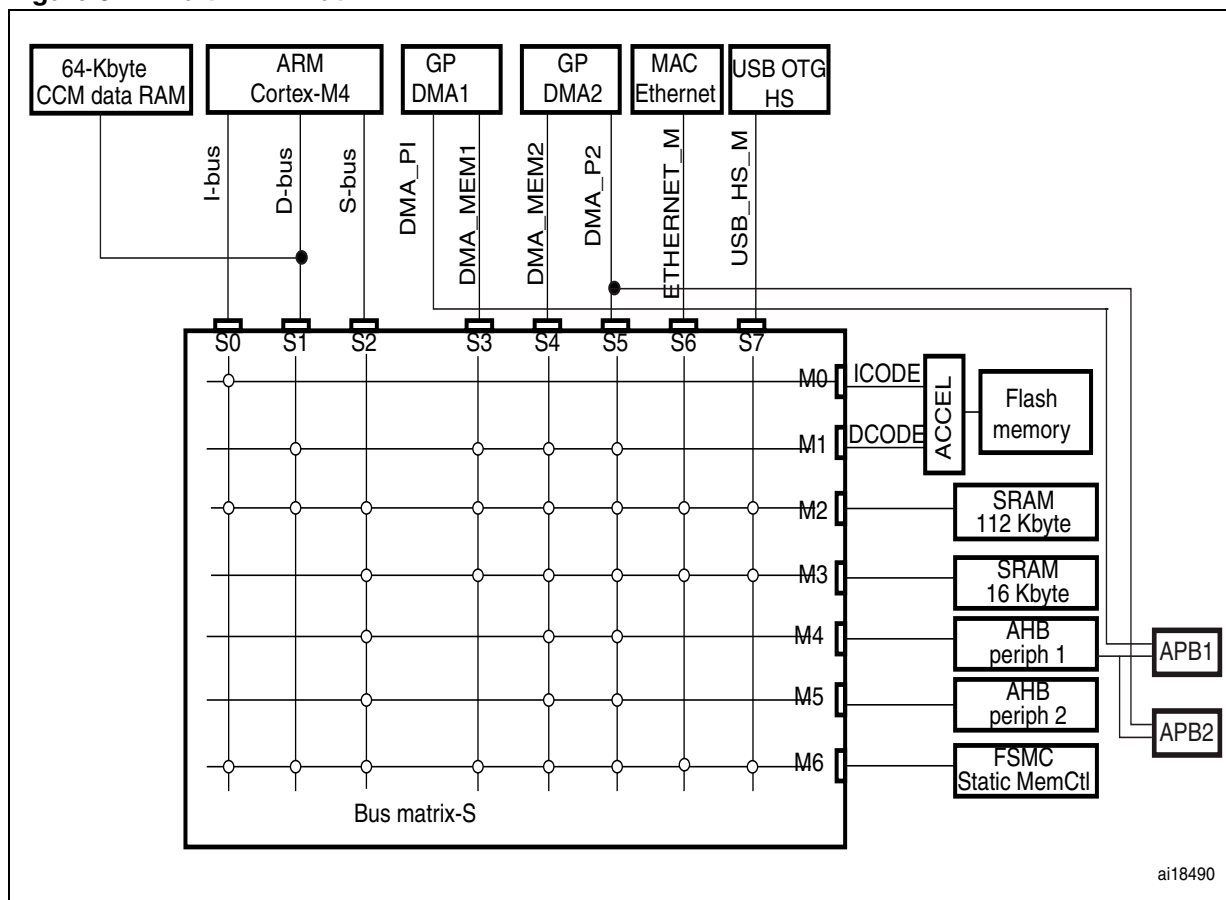 64-Kbyte
CCM data RAM
ARM
Cortex-M4
GP
DMA1
GP
DMA2
MAC
Ethernet
USB OTG
HS
I-bus
D-bus
S-bus
DMA_PI
DMA_MEM1
DMA_MEM2
DMA_P2
ETHERNET_M
USB_HS_M
S0
S1
S2
S3
S4
S5
S6
S7
M0
ICODE
M1
DCODE
ACCEL
Flash
memory
M2
SRAM
112 Kbyte
M3
SRAM
16 Kbyte
M4
AHB
periph 1
APB1
M5
AHB
periph 2
APB2
M6
FSMC
Static MemCtl
Bus matrix-S
ai18490